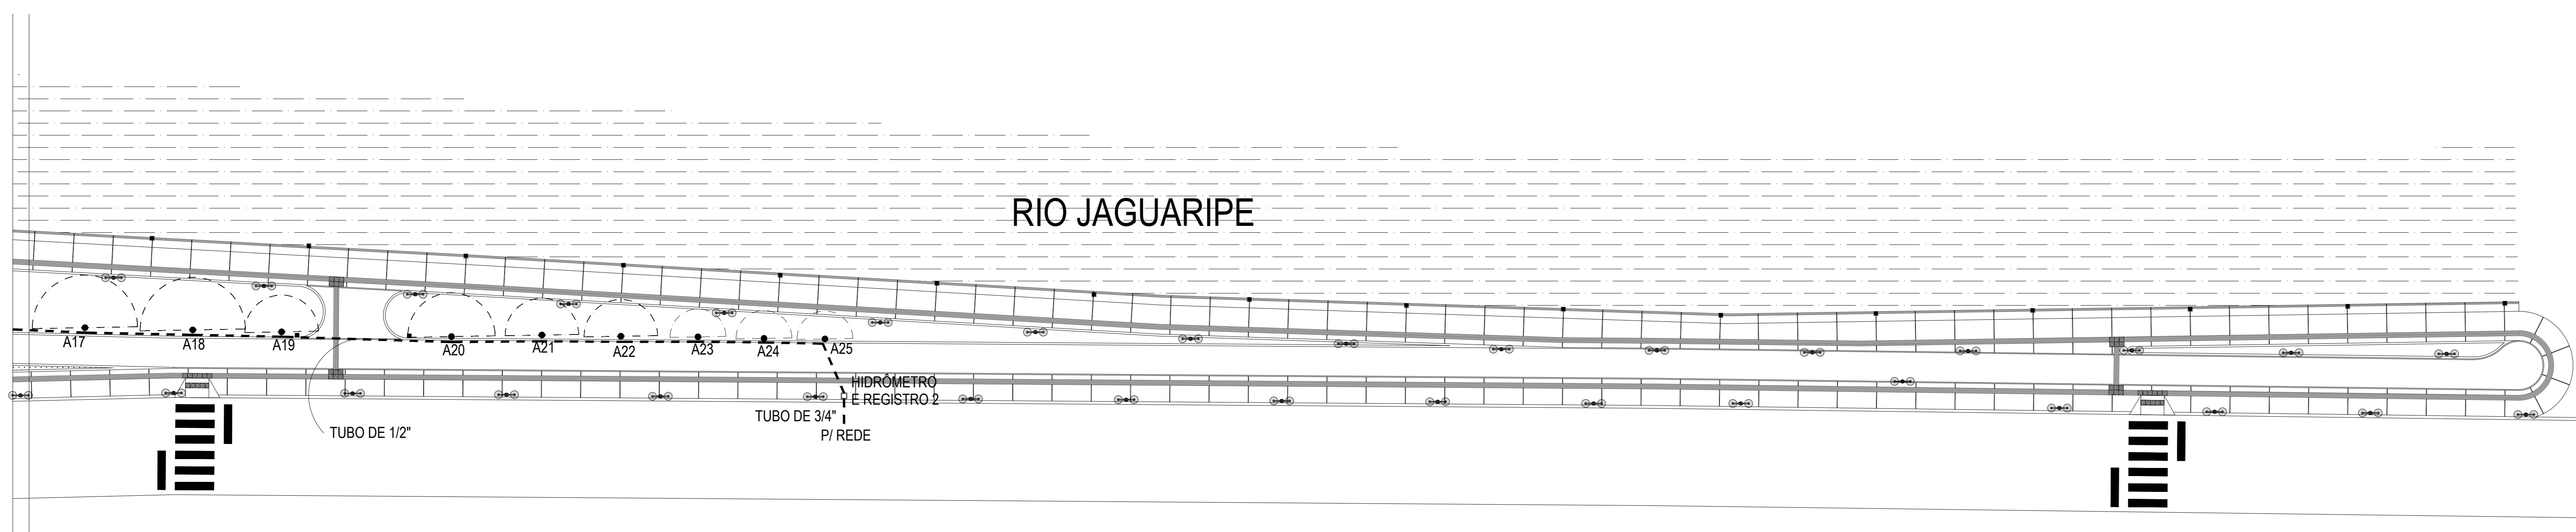 RIO JAGUARIPE
A17
A18
A19
A20
A21
A22
A23
A24
A25
HIDRÔMETRO
E REGISTRO 2
TUBO DE 3/4"
P/ REDE
TUBO DE 1/2"